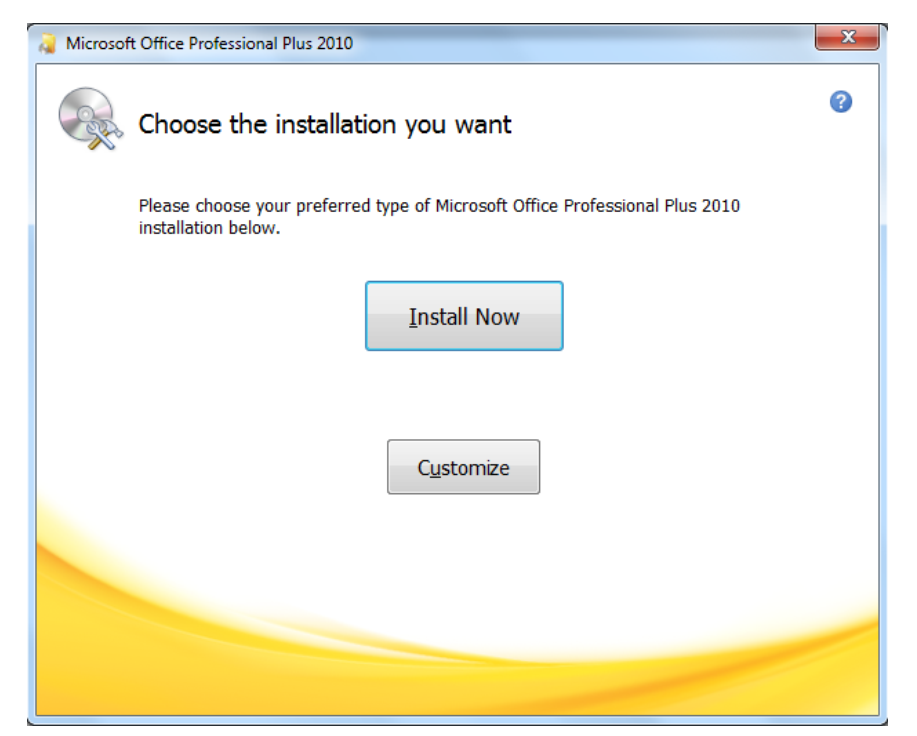 Microsoft Office Professional Plus 2010
Choose the installation you want
Please choose your preferred type of Microsoft Office Professional Plus 2010
installation below.
Install Now
Customize